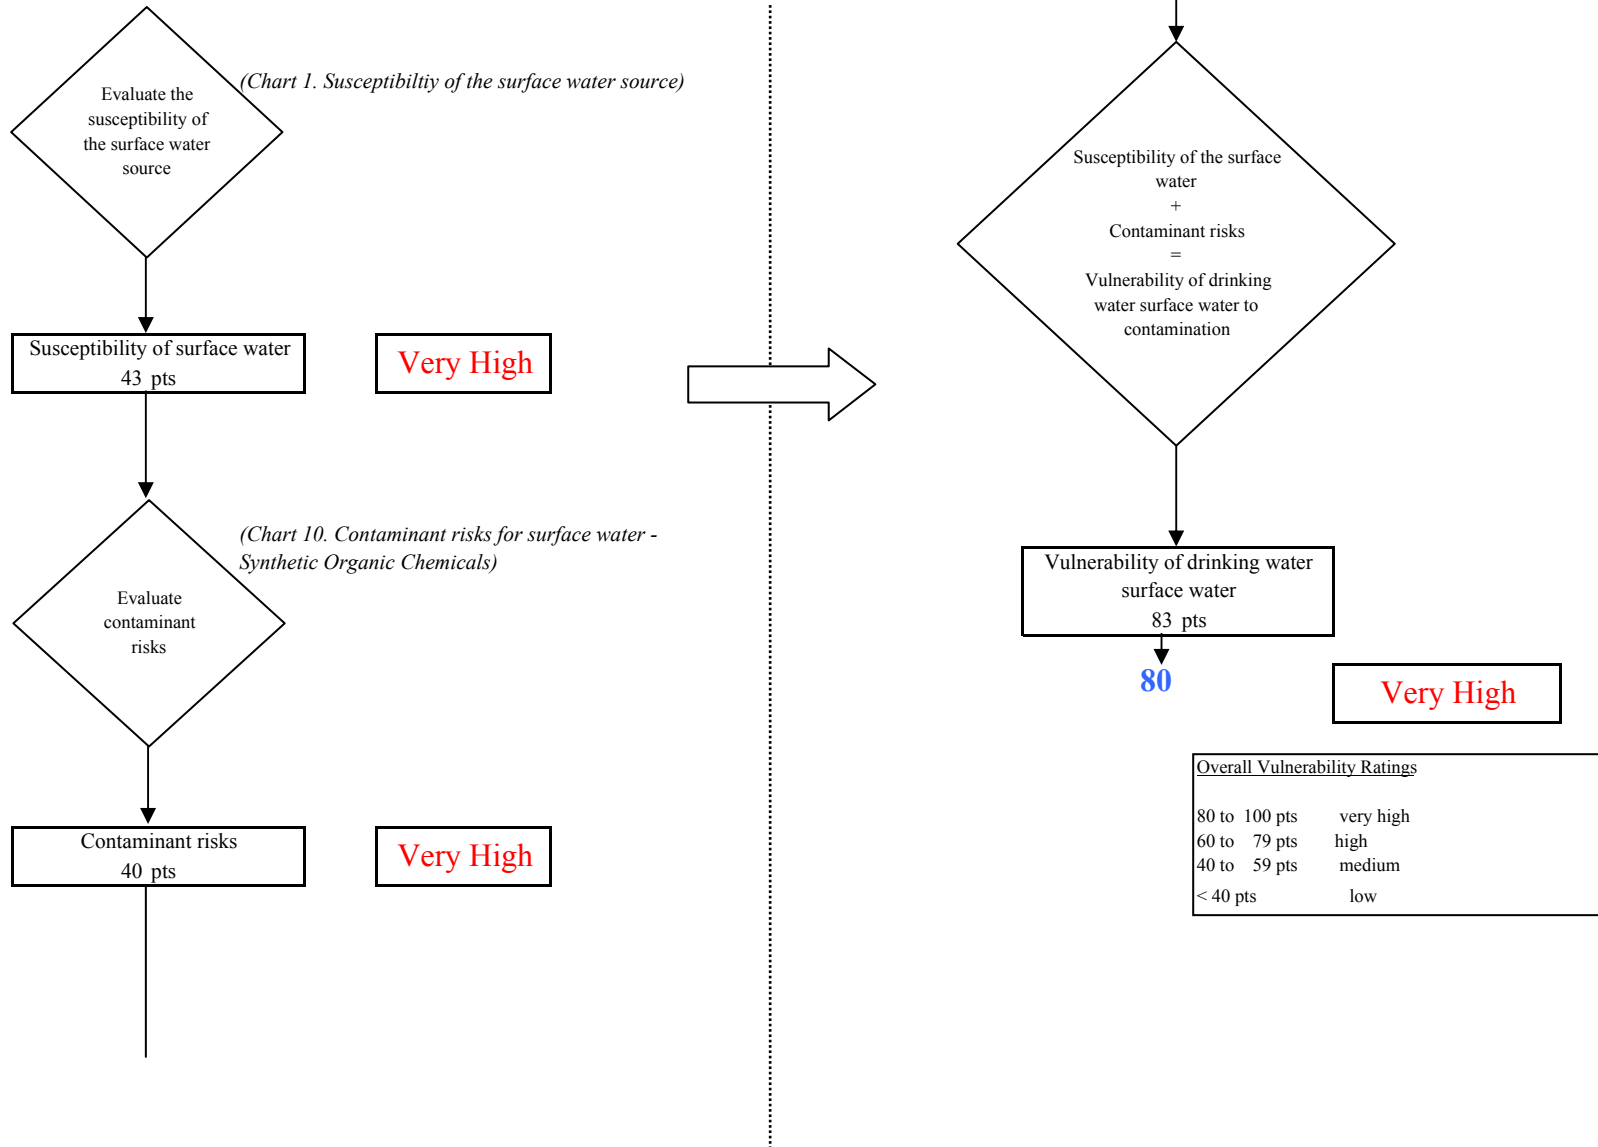 Evaluate the
susceptibility of
the surface water
source
(Chart 1. Susceptibiltiy of the surface water source)
Susceptibility of surface water
43 pts
Very High
Evaluate
contaminant
risks
(Chart 10. Contaminant risks for surface water -
Synthetic Organic Chemicals)
Contaminant risks
40 pts
Very High
Susceptibility of the surface
water
+
Contaminant risks
=
Vulnerability of drinking
water surface water to
contamination
Vulnerability of drinking water
surface water
83 pts
80
Very High
Overall Vulnerability Ratings
80 to 100 pts very high
60 to 79 pts high
40 to 59 pts medium
< 40 pts low